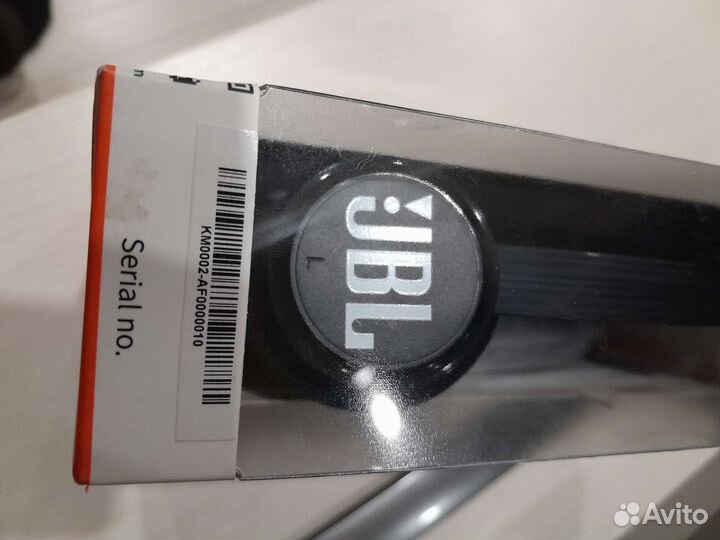 Serial no.
KM0002-AF0000010
JBL
L
Avito